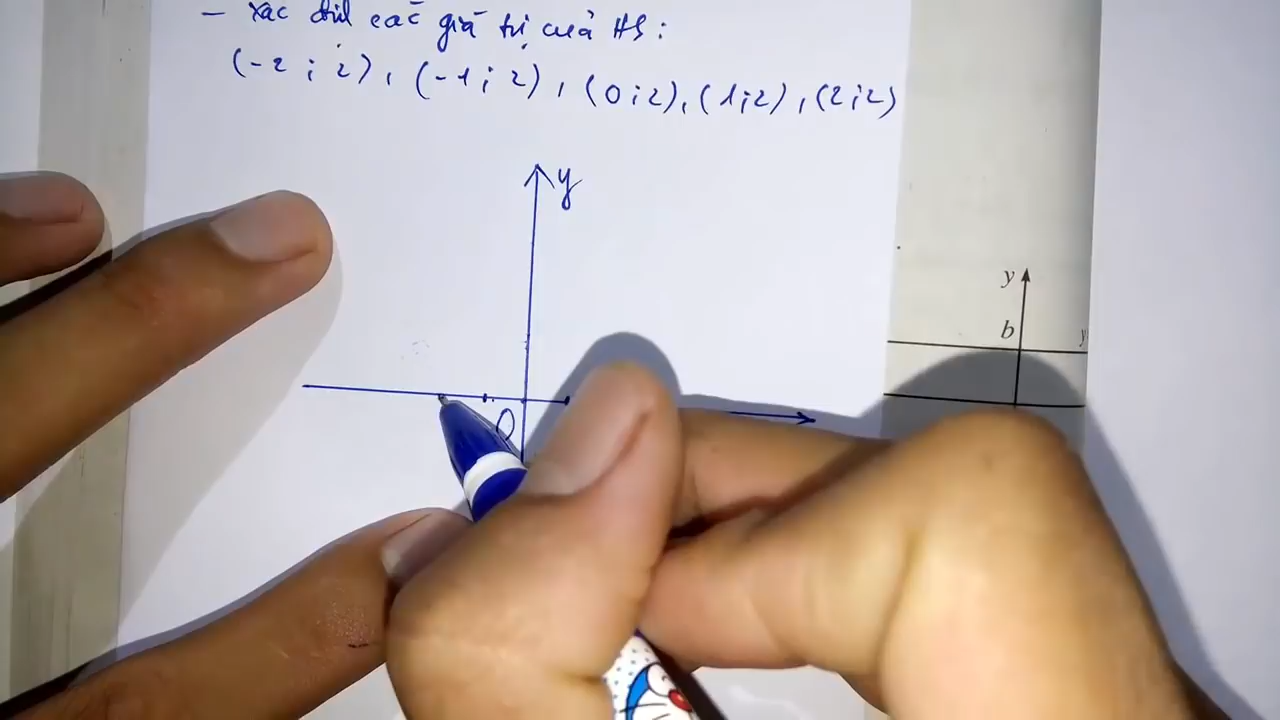 - Xác định các giá trị của HS:
(-2 ; 2), (-1 ; 2), (0 ; 2), (1 ; 2), (2 ; 2)
y
O
y
b
y